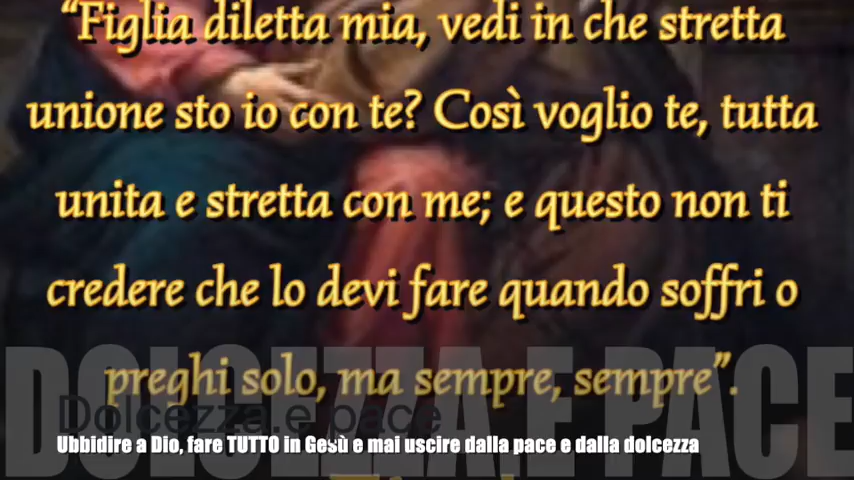 “Figlia diletta mia, vedi in che stretta
unione sto io con te? Così voglio te, tutta
unita e stretta con me; e questo non ti
credere che lo devi fare quando soffri o
preghi solo, ma sempre, sempre”.
DOLCEZZA E PACE
Dolcezza e pace
Ubbidire a Dio, fare TUTTO in Gesù e mai uscire dalla pace e dalla dolcezza